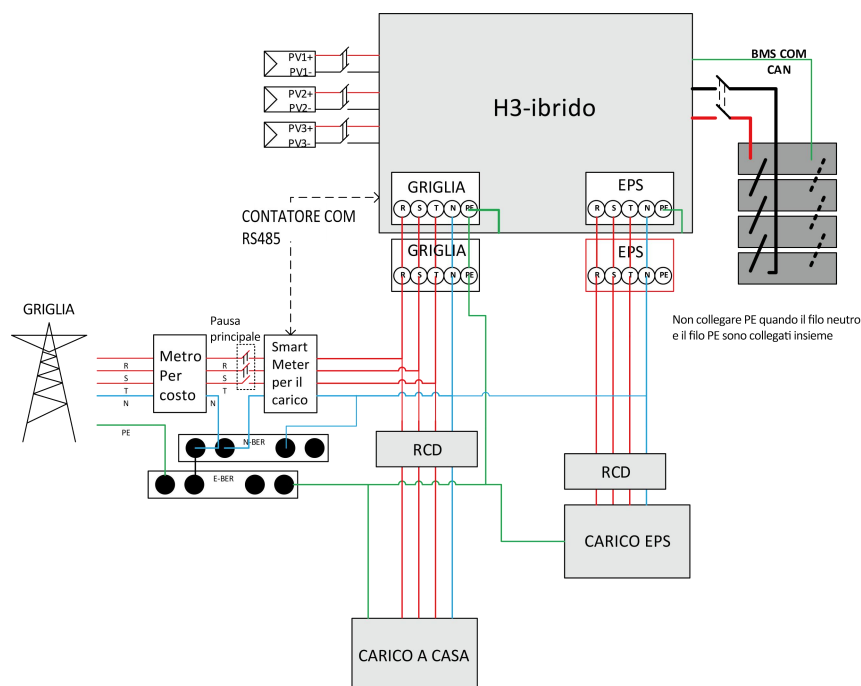 PV1+
PV1-
PV2+
PV2-
PV3+
PV3-
H3-ibrido
BMS COM
CAN
GRIGLIA
R S T N PE
EPS
R S T N PE
CONTATORE COM
RS485
GRIGLIA
R S T N PE
EPS
R S T N PE
Non collegare PE quando il filo neutro
e il filo PE sono collegati insieme
GRIGLIA
Pausa
principale
Metro
Per
costo
Smart
Meter
per il
carico
R
S
T
N
PE
R
S
T
N
N-BER
E-BER
RCD
RCD
CARICO EPS
CARICO A CASA